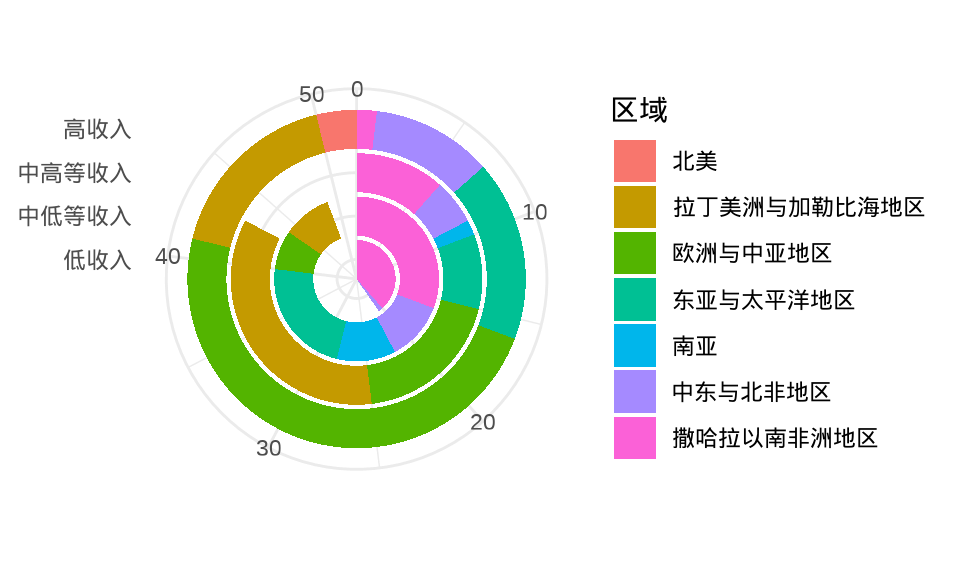 高收入
中高等收入
中低等收入
低收入
0
10
20
30
40
50
区域
北美
拉丁美洲与加勒比海地区
欧洲与中亚地区
东亚与太平洋地区
南亚
中东与北非地区
撒哈拉以南非洲地区